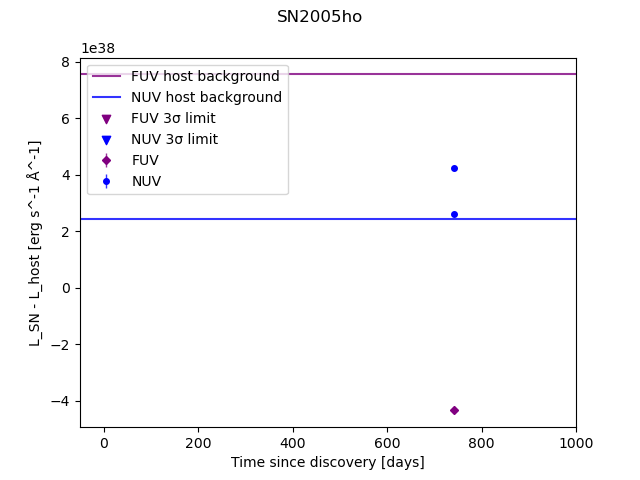 SN2005ho
1e38
8
6
4
2
0
−2
−4
L_SN - L_host [erg s^-1 Å^-1]
FUV host background
NUV host background
FUV 3σ limit
NUV 3σ limit
FUV
NUV
0 200 400 600 800 1000
Time since discovery [days]